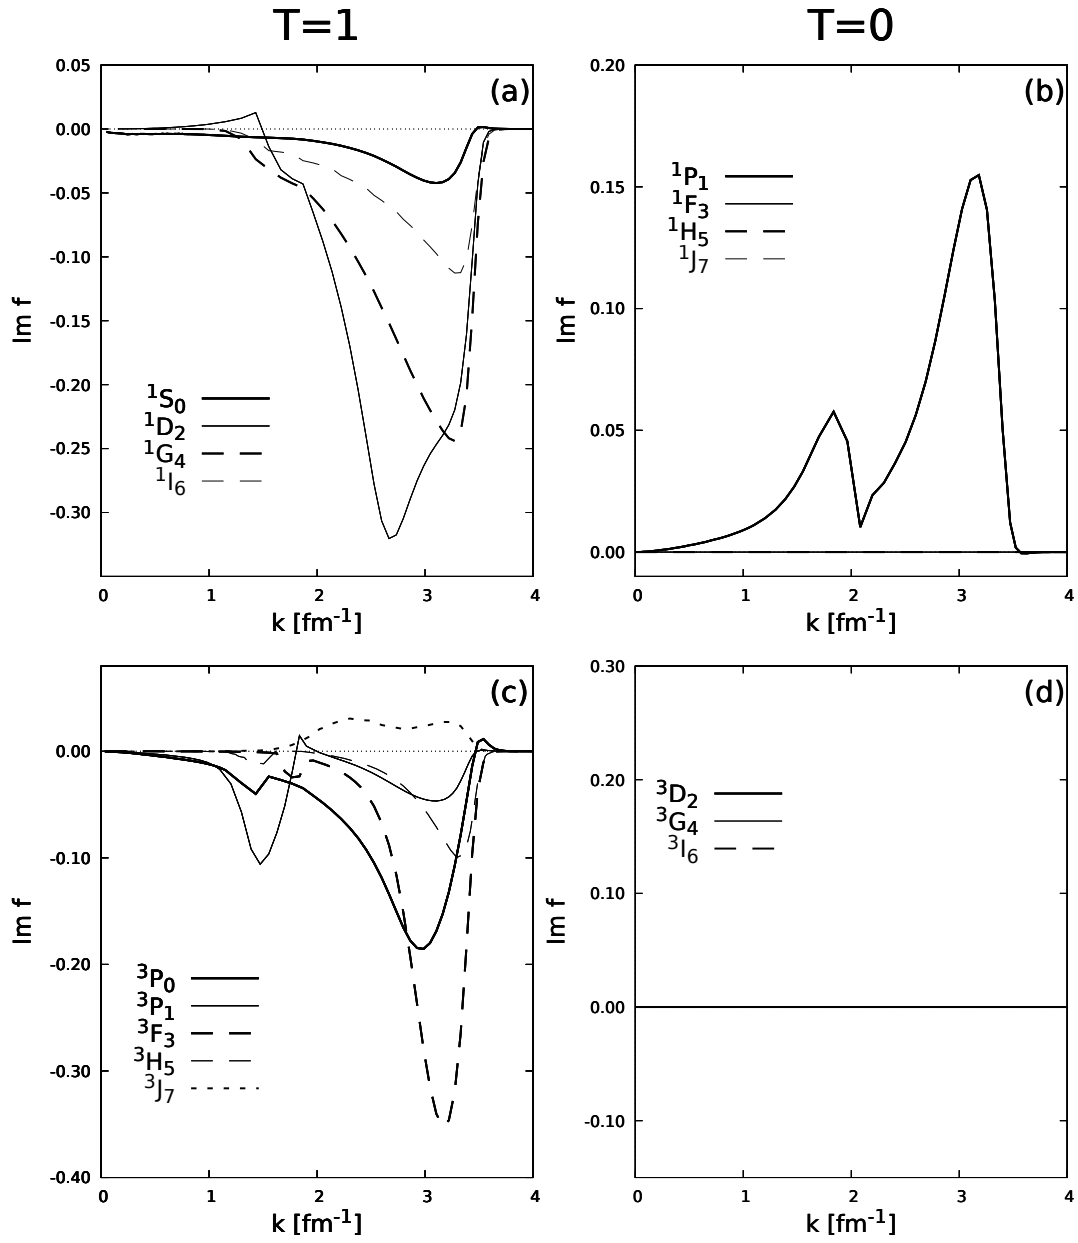 T=1
T=0
(a)
0.05
0.00
-0.05
-0.10
-0.15
-0.20
-0.25
-0.30
Im f
¹S₀
¹D₂
¹G₄
¹I₆
0 1 2 3 4
k [fm⁻¹]
(b)
0.20
0.15
0.10
0.05
0.00
Im f
¹P₁
¹F₃
¹H₅
¹J₇
0 1 2 3 4
k [fm⁻¹]
(c)
0.00
-0.10
-0.20
-0.30
-0.40
Im f
³P₀
³P₁
³F₃
³H₅
³J₇
0 1 2 3 4
k [fm⁻¹]
(d)
0.30
0.20
0.10
0.00
-0.10
Im f
³D₂
³G₄
³I₆
0 1 2 3 4
k [fm⁻¹]